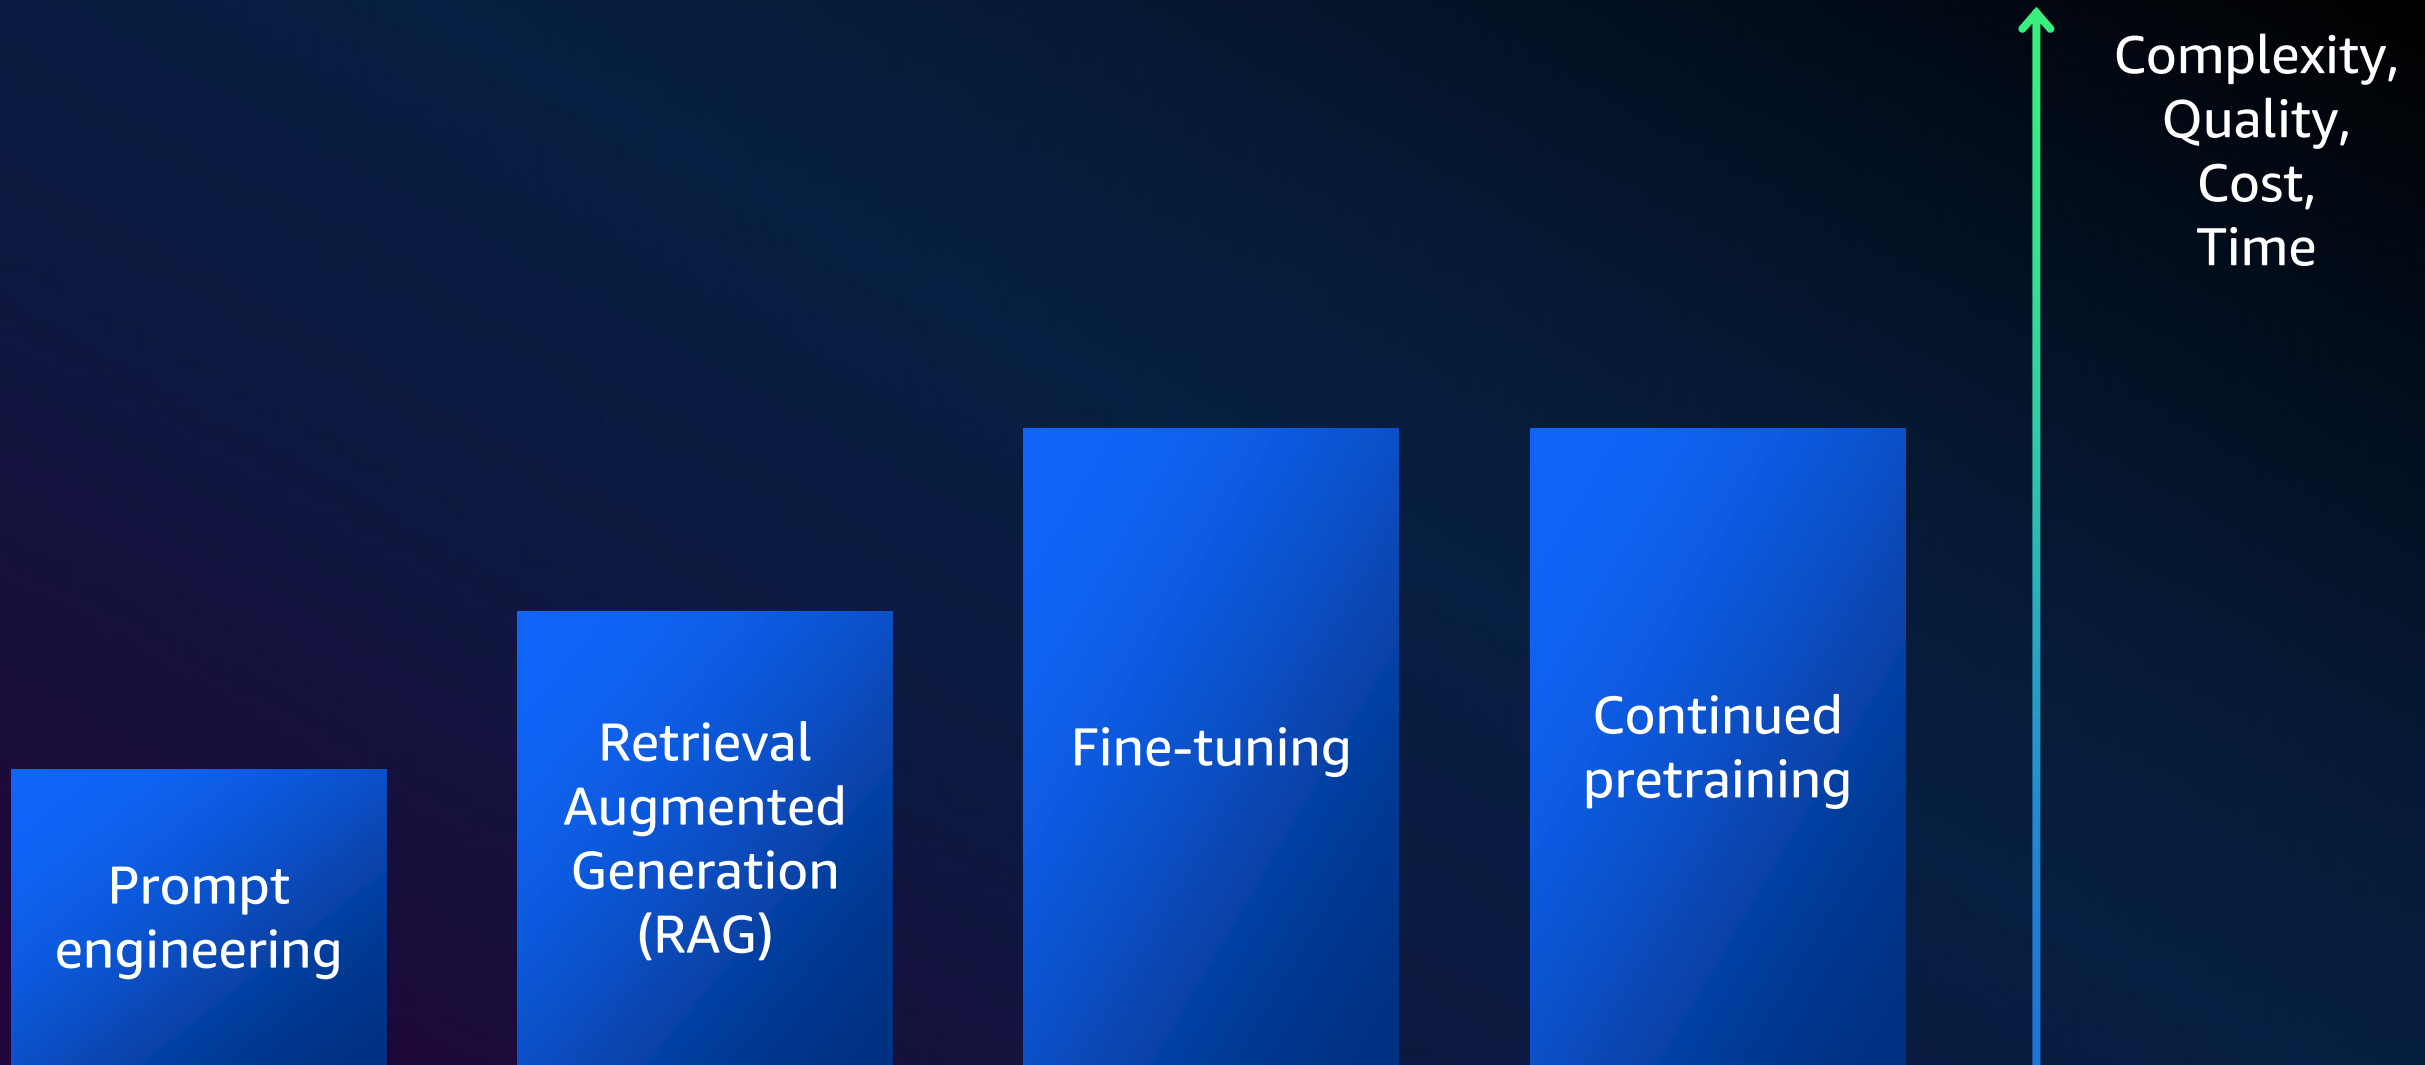 Complexity,
Quality,
Cost,
Time
Prompt
engineering
Retrieval
Augmented
Generation
(RAG)
Fine-tuning
Continued
pretraining